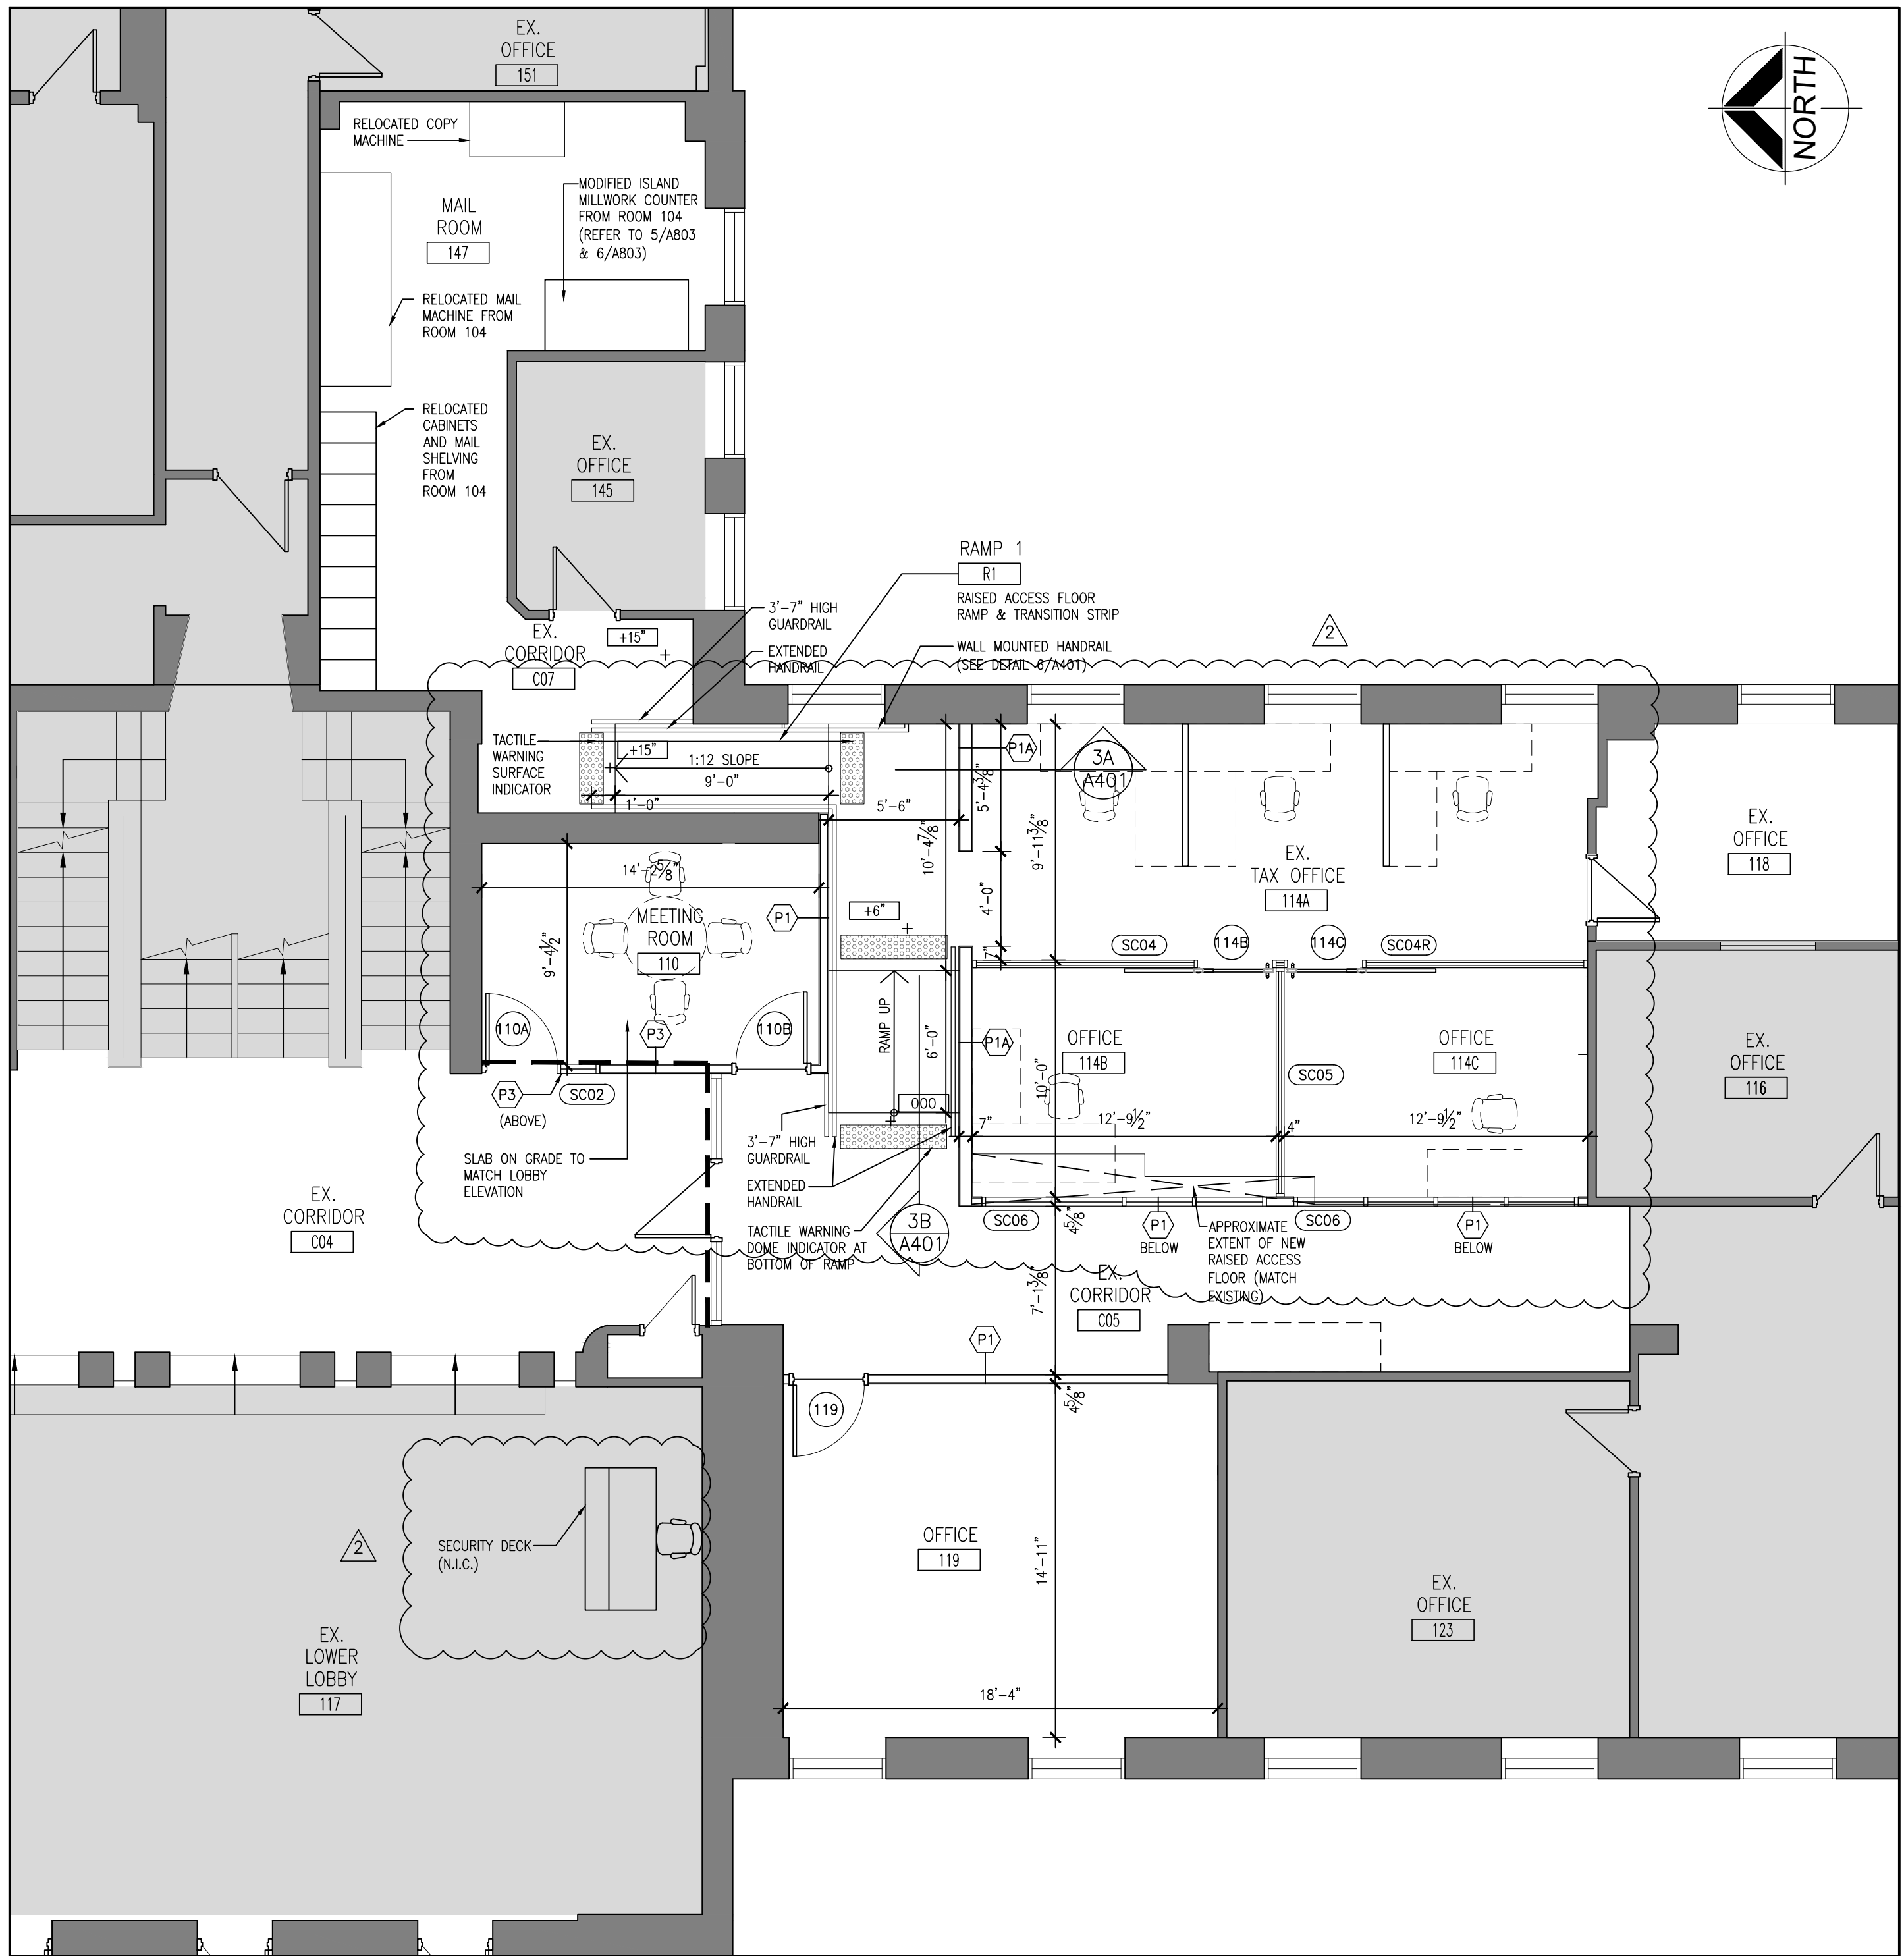 EX.
OFFICE
151
NORTH
RELOCATED COPY
MACHINE
MODIFIED ISLAND
MILLWORK COUNTER
FROM ROOM 104
(REFER TO 5/A803
& 6/A803)
MAIL
ROOM
147
RELOCATED MAIL
MACHINE FROM
ROOM 104
RELOCATED
CABINETS
AND MAIL
SHELVING
FROM
ROOM 104
EX.
OFFICE
145
RAMP 1
R1
RAISED ACCESS FLOOR
RAMP & TRANSITION STRIP
3'-7" HIGH
GUARDRAIL
EX.
CORRIDOR
C07
+15"
EXTENDED
HANDRAIL
WALL MOUNTED HANDRAIL
(SEE DETAIL 6/A401)
2
TACTILE
WARNING
SURFACE
INDICATOR
+15"
1:12 SLOPE
9'-0"
1'-0"
5'-6"
P1A
5'-4 3/8"
3A
A401
10'-4 7/8"
9'-11 3/8"
4'-0"
7"
EX.
TAX OFFICE
114A
EX.
OFFICE
118
14'-2 5/8"
9'-4 1/2"
MEETING
ROOM
110
P1
+6"
SC04
114B
114C
SC04R
110A
P3
110B
RAMP UP
6'-0"
P1A
OFFICE
114B
10'-0"
SC05
OFFICE
114C
EX.
OFFICE
116
P3
(ABOVE)
SC02
000
7"
12'-9 1/2"
4"
12'-9 1/2"
SLAB ON GRADE TO
MATCH LOBBY
ELEVATION
3'-7" HIGH
GUARDRAIL
EXTENDED
HANDRAIL
TACTILE WARNING
DOME INDICATOR AT
BOTTOM OF RAMP
3B
A401
SC06
4 5/8"
P1
BELOW
APPROXIMATE
EXTENT OF NEW
RAISED ACCESS
FLOOR (MATCH
EXISTING)
SC06
P1
BELOW
EX.
CORRIDOR
C04
7'-1 3/8"
EX.
CORRIDOR
C05
P1
119
4 5/8"
2
SECURITY DECK
(N.I.C.)
OFFICE
119
14'-11"
EX.
OFFICE
123
EX.
LOWER
LOBBY
117
18'-4"